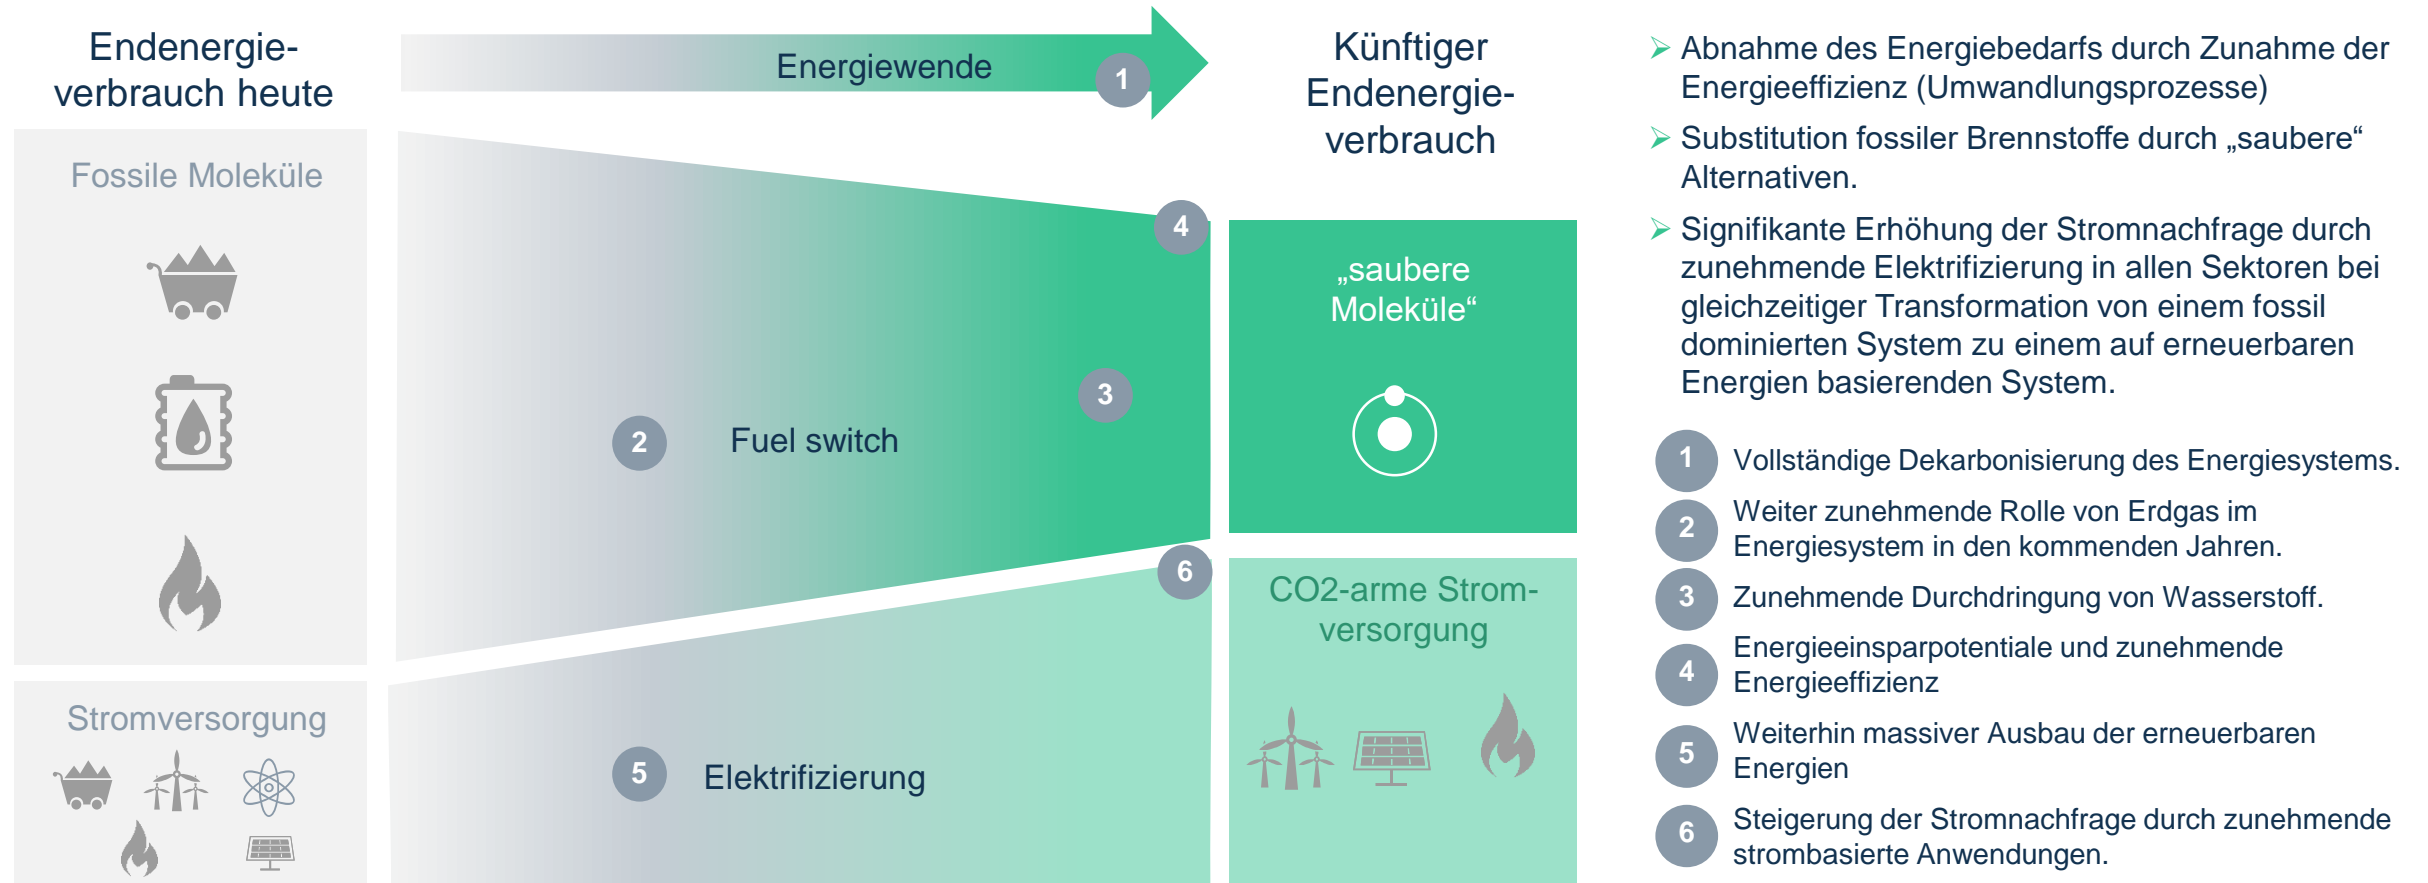 Endenergie-
verbrauch heute
Fossile Moleküle
Stromversorgung
Energiewende
1
4
3
2
Fuel switch
6
5
Elektrifizierung
Künftiger
Endenergie-
verbrauch
„saubere
Moleküle“
CO2-arme Strom-
versorgung
Abnahme des Energiebedarfs durch Zunahme der
Energieeffizienz (Umwandlungsprozesse)
Substitution fossiler Brennstoffe durch „saubere“
Alternativen.
Signifikante Erhöhung der Stromnachfrage durch
zunehmende Elektrifizierung in allen Sektoren bei
gleichzeitiger Transformation von einem fossil
dominierten System zu einem auf erneuerbaren
Energien basierenden System.
1 Vollständige Dekarbonisierung des Energiesystems.
2 Weiter zunehmende Rolle von Erdgas im
Energiesystem in den kommenden Jahren.
3 Zunehmende Durchdringung von Wasserstoff.
4 Energieeinsparpotentiale und zunehmende
Energieeffizienz
5 Weiterhin massiver Ausbau der erneuerbaren
Energien
6 Steigerung der Stromnachfrage durch zunehmende
strombasierte Anwendungen.